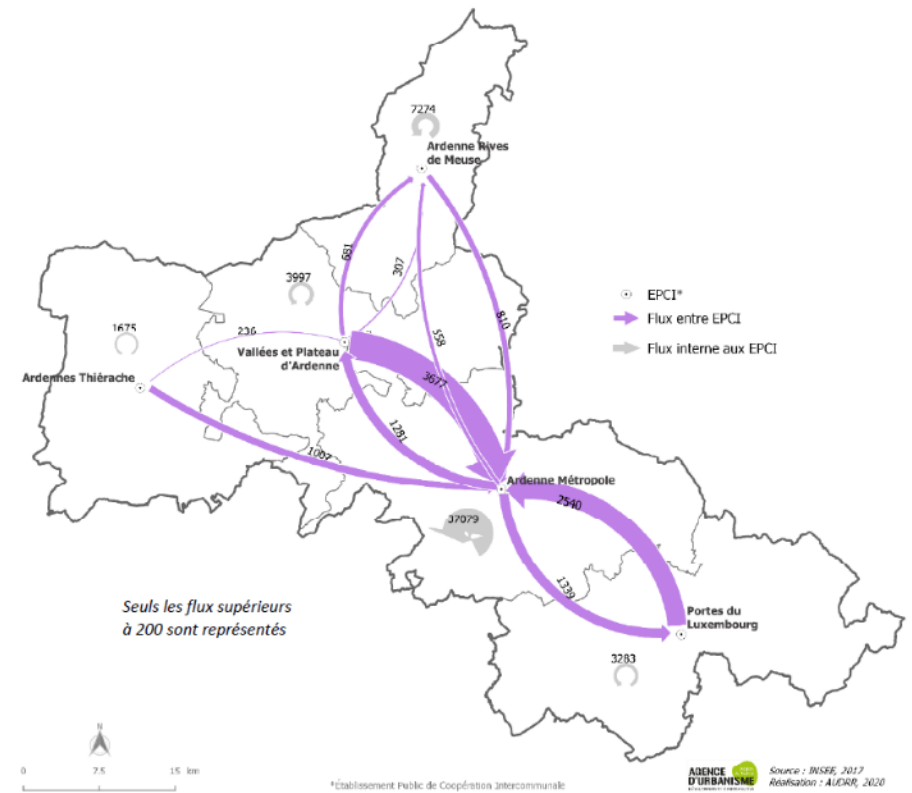 7274
Ardenne Rives
de Meuse
681
307
3997
558
810
EPCI*
Flux entre EPCI
Flux interne aux EPCI
1675
236
Vallées et Plateau
d'Ardenne
Ardennes Thiérache
3677
1281
1007
Ardenne Métropole
2540
37079
1339
Seuls les flux supérieurs
à 200 sont représentés
Portes du
Luxembourg
3283
N
0 7.5 15 km
*Établissement Public de Coopération Intercommunale
AGENCE
D'URBANISME
Source : INSEE, 2017
Réalisation : AUDRR, 2020